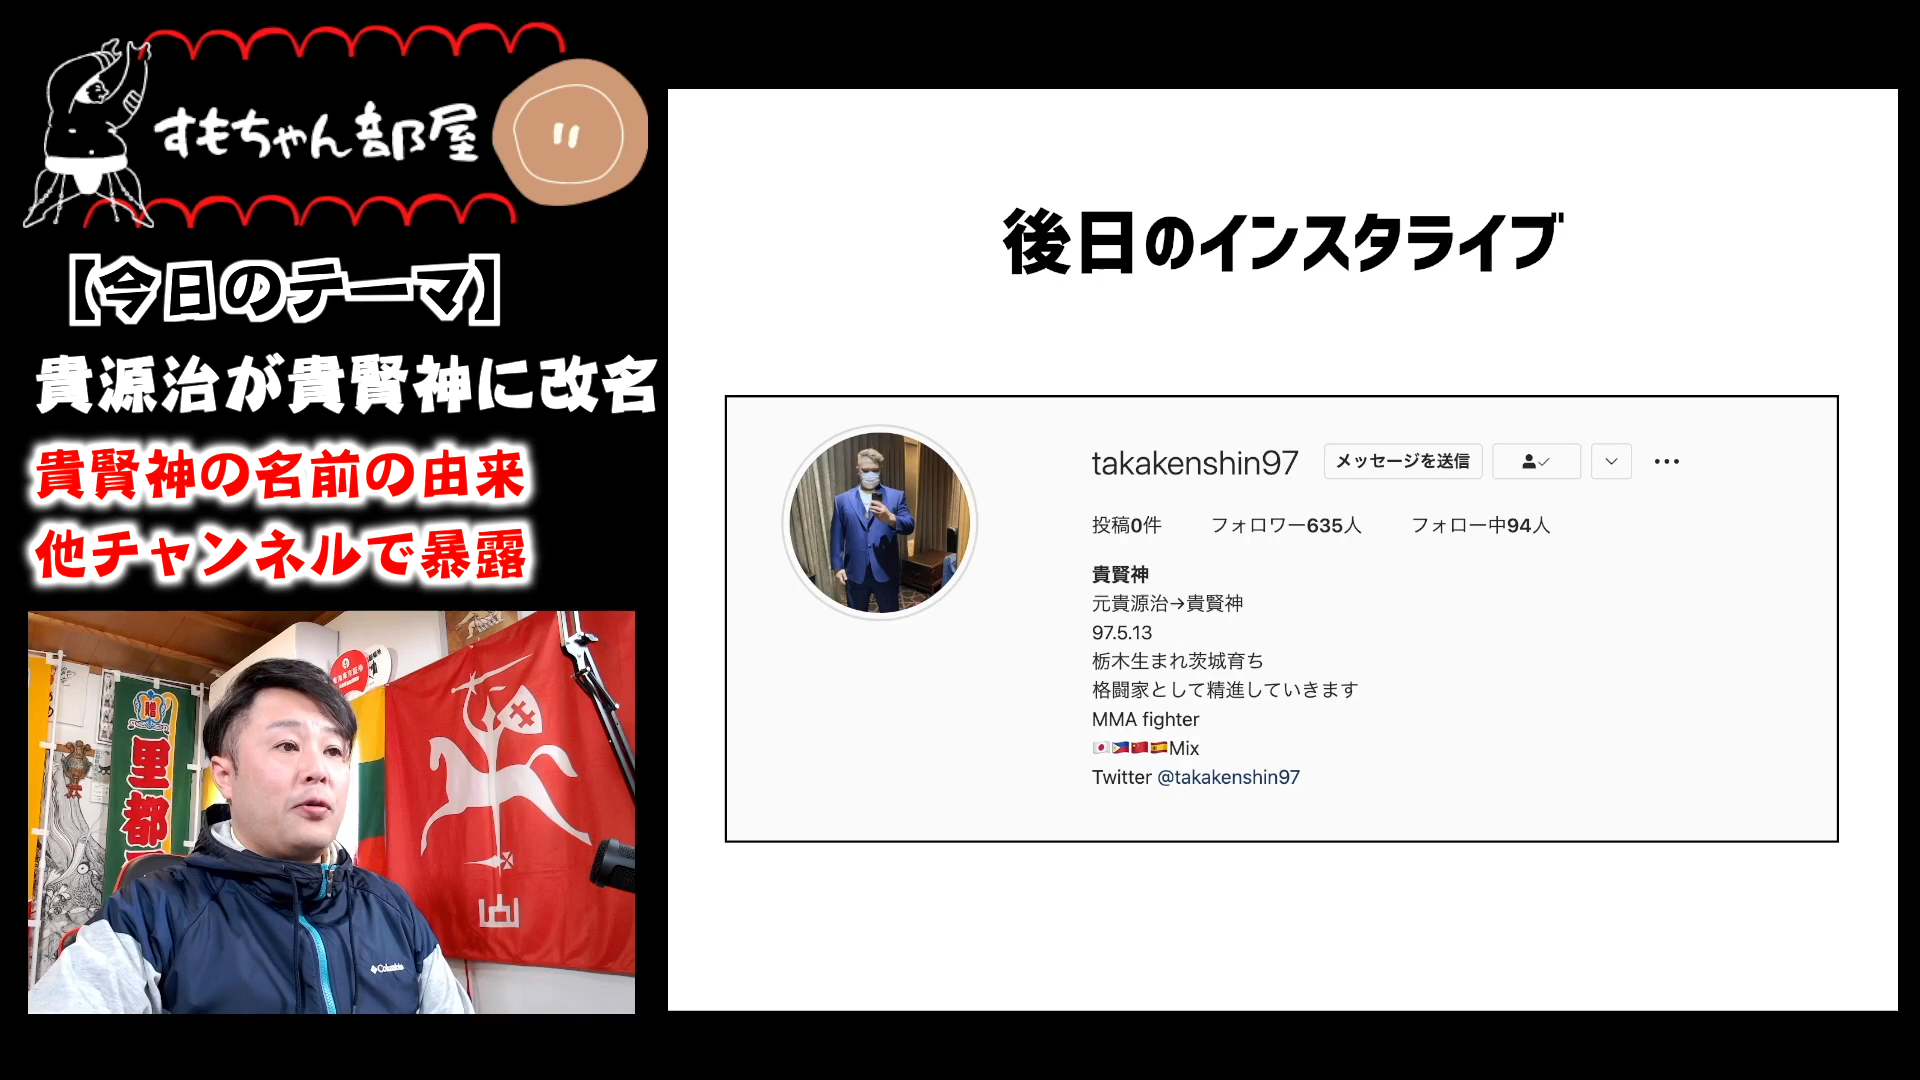 すもちゃん部屋
【今日のテーマ】
貴源治が貴賢神に改名
貴賢神の名前の由来
他チャンネルで暴露
贈
里都
Columbia
後日のインスタライブ
takakenshin97 メッセージを送信
投稿0件 フォロワー635人 フォロー中94人
貴賢神
元貴源治→貴賢神
97.5.13
栃木生まれ茨城育ち
格闘家として精進していきます
MMA fighter
🇯🇵🇵🇭🇨🇳🇪🇸Mix
Twitter @takakenshin97